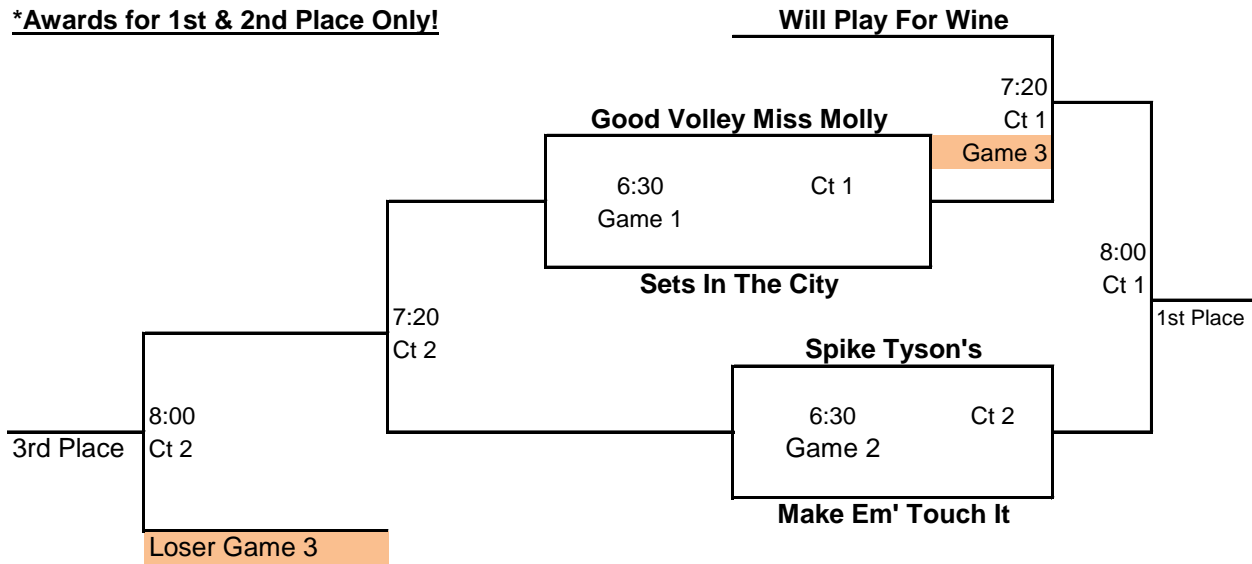 *Awards for 1st & 2nd Place Only!
Will Play For Wine
7:20
Ct 1
Game 3
Good Volley Miss Molly
6:30 Ct 1
Game 1
Sets In The City
8:00
Ct 1
1st Place
7:20
Ct 2
Spike Tyson's
6:30 Ct 2
Game 2
Make Em' Touch It
8:00
Ct 2
3rd Place
Loser Game 3